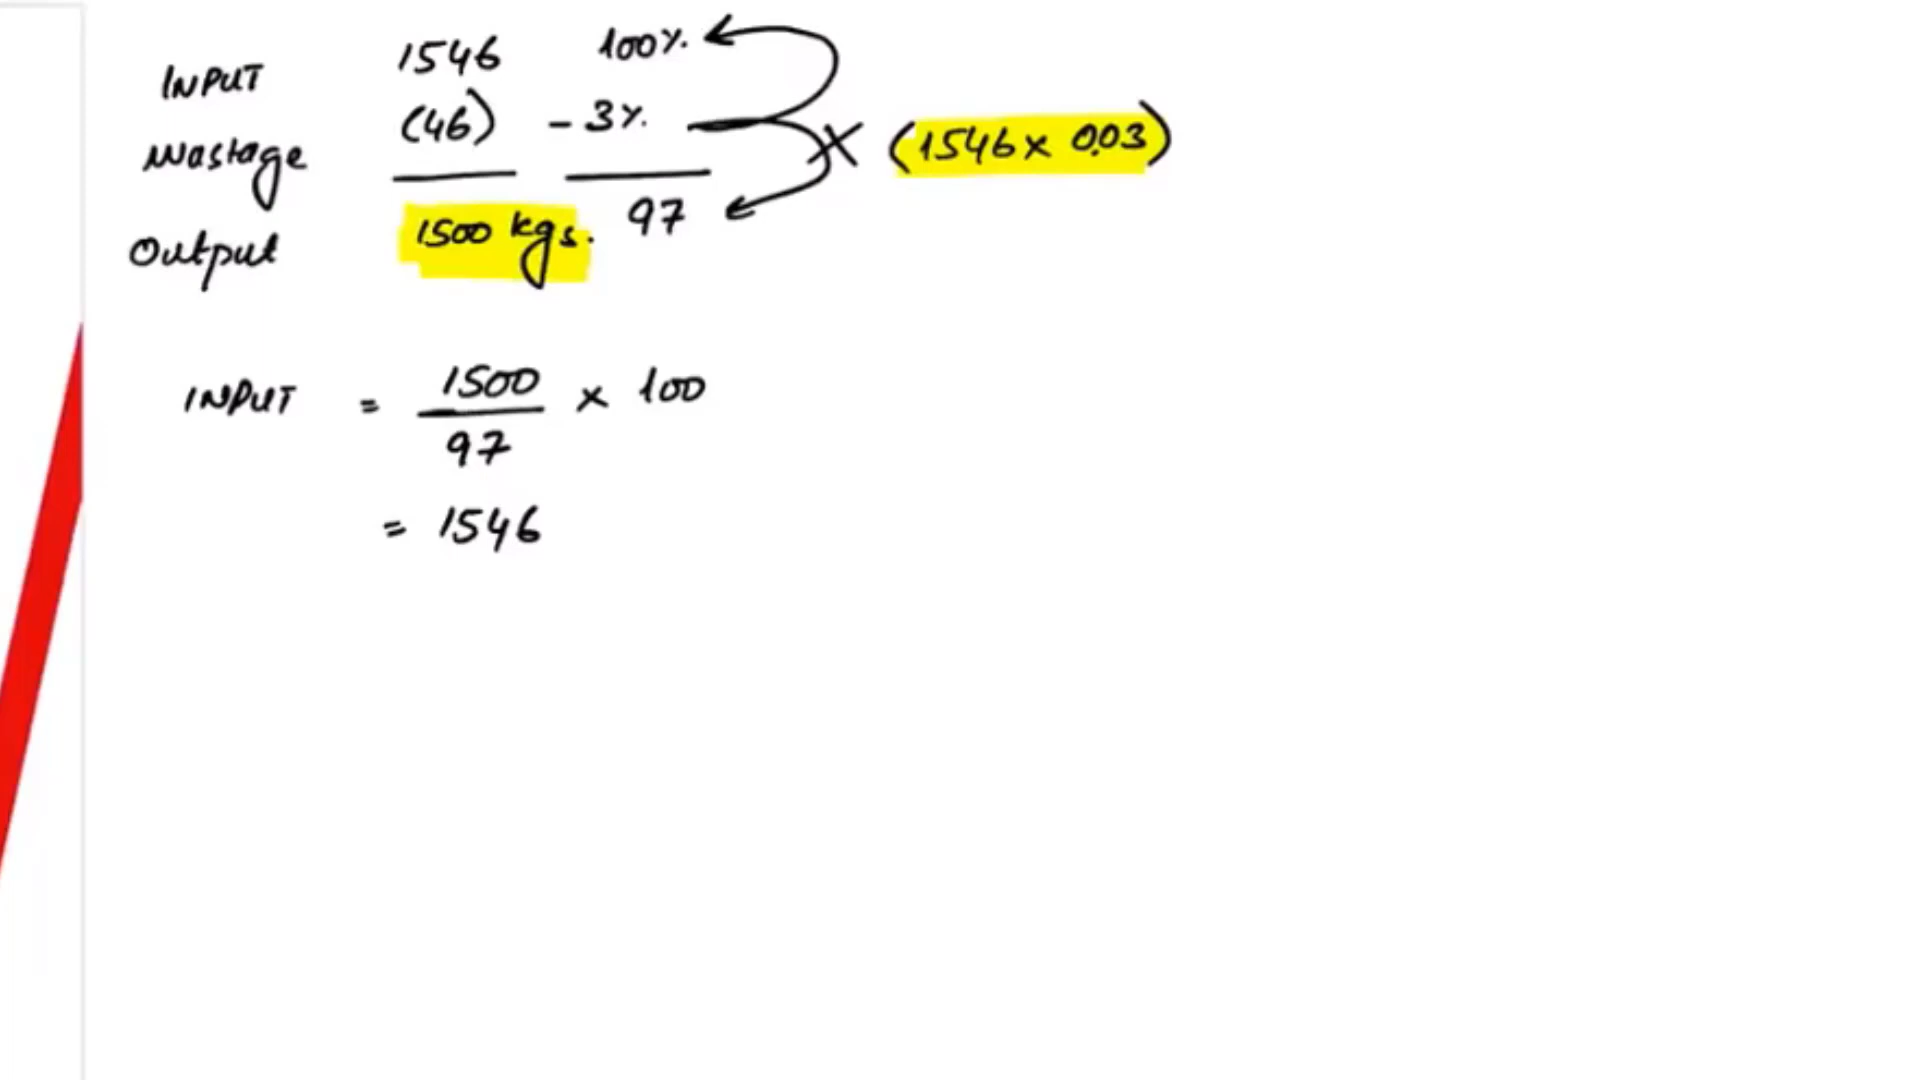 INPUT 1546 100%
Wastage (46) - 3% (1546 x 0.03)
Output 1500 kgs. 97
INPUT = 1500 x 100
97
= 1546